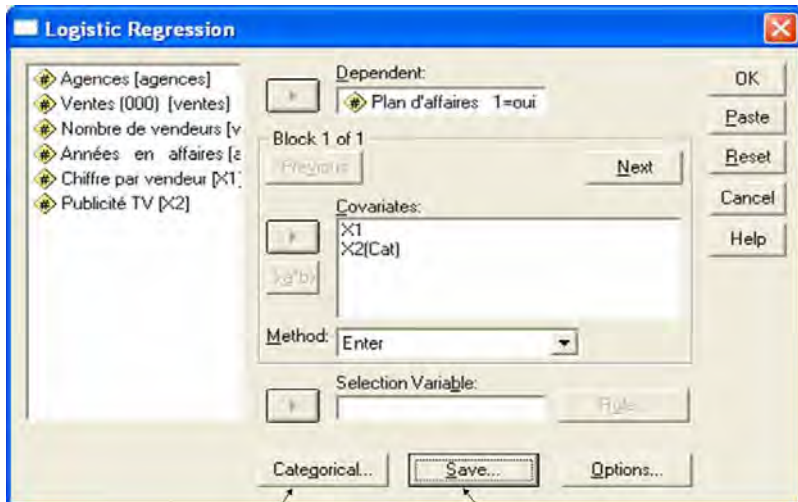 Logistic Regression
Agences [agences]
Ventes (000) [ventes]
Nombre de vendeurs [v
Années en affaires [a
Chiffre par vendeur [X1]
Publicité TV [X2]
Dependent:
Plan d'affaires 1=oui
Block 1 of 1
Previous
Next
Covariates:
X1
X2(Cat)
>a*b>
Method:
Enter
Selection Variable:
Rule...
Categorical...
Save...
Options...
OK
Paste
Reset
Cancel
Help